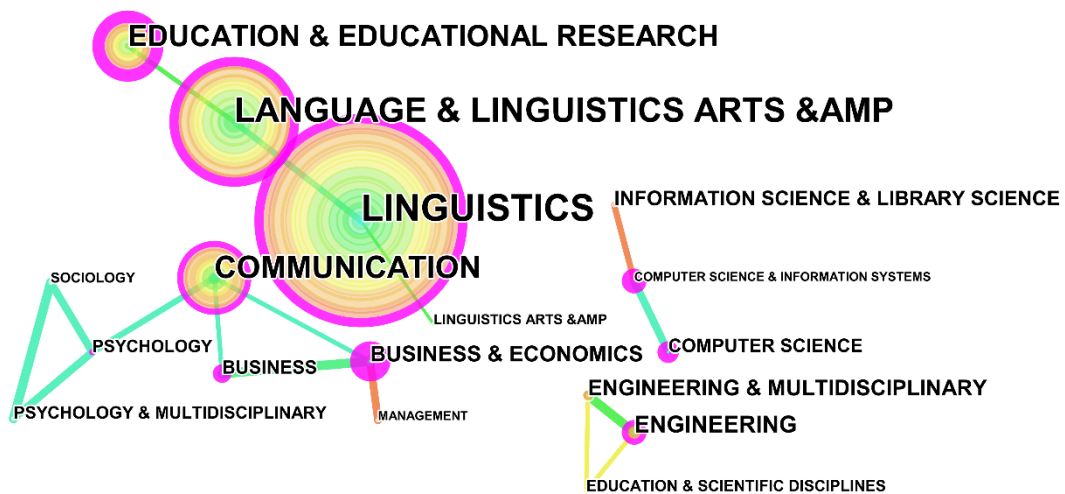 EDUCATION & EDUCATIONAL RESEARCH
LANGUAGE & LINGUISTICS ARTS &AMP
LINGUISTICS
INFORMATION SCIENCE & LIBRARY SCIENCE
COMMUNICATION
SOCIOLOGY
COMPUTER SCIENCE & INFORMATION SYSTEMS
LINGUISTICS ARTS &AMP
PSYCHOLOGY
COMPUTER SCIENCE
BUSINESS & ECONOMICS
BUSINESS
ENGINEERING & MULTIDISCIPLINARY
PSYCHOLOGY & MULTIDISCIPLINARY
MANAGEMENT
ENGINEERING
EDUCATION & SCIENTIFIC DISCIPLINES